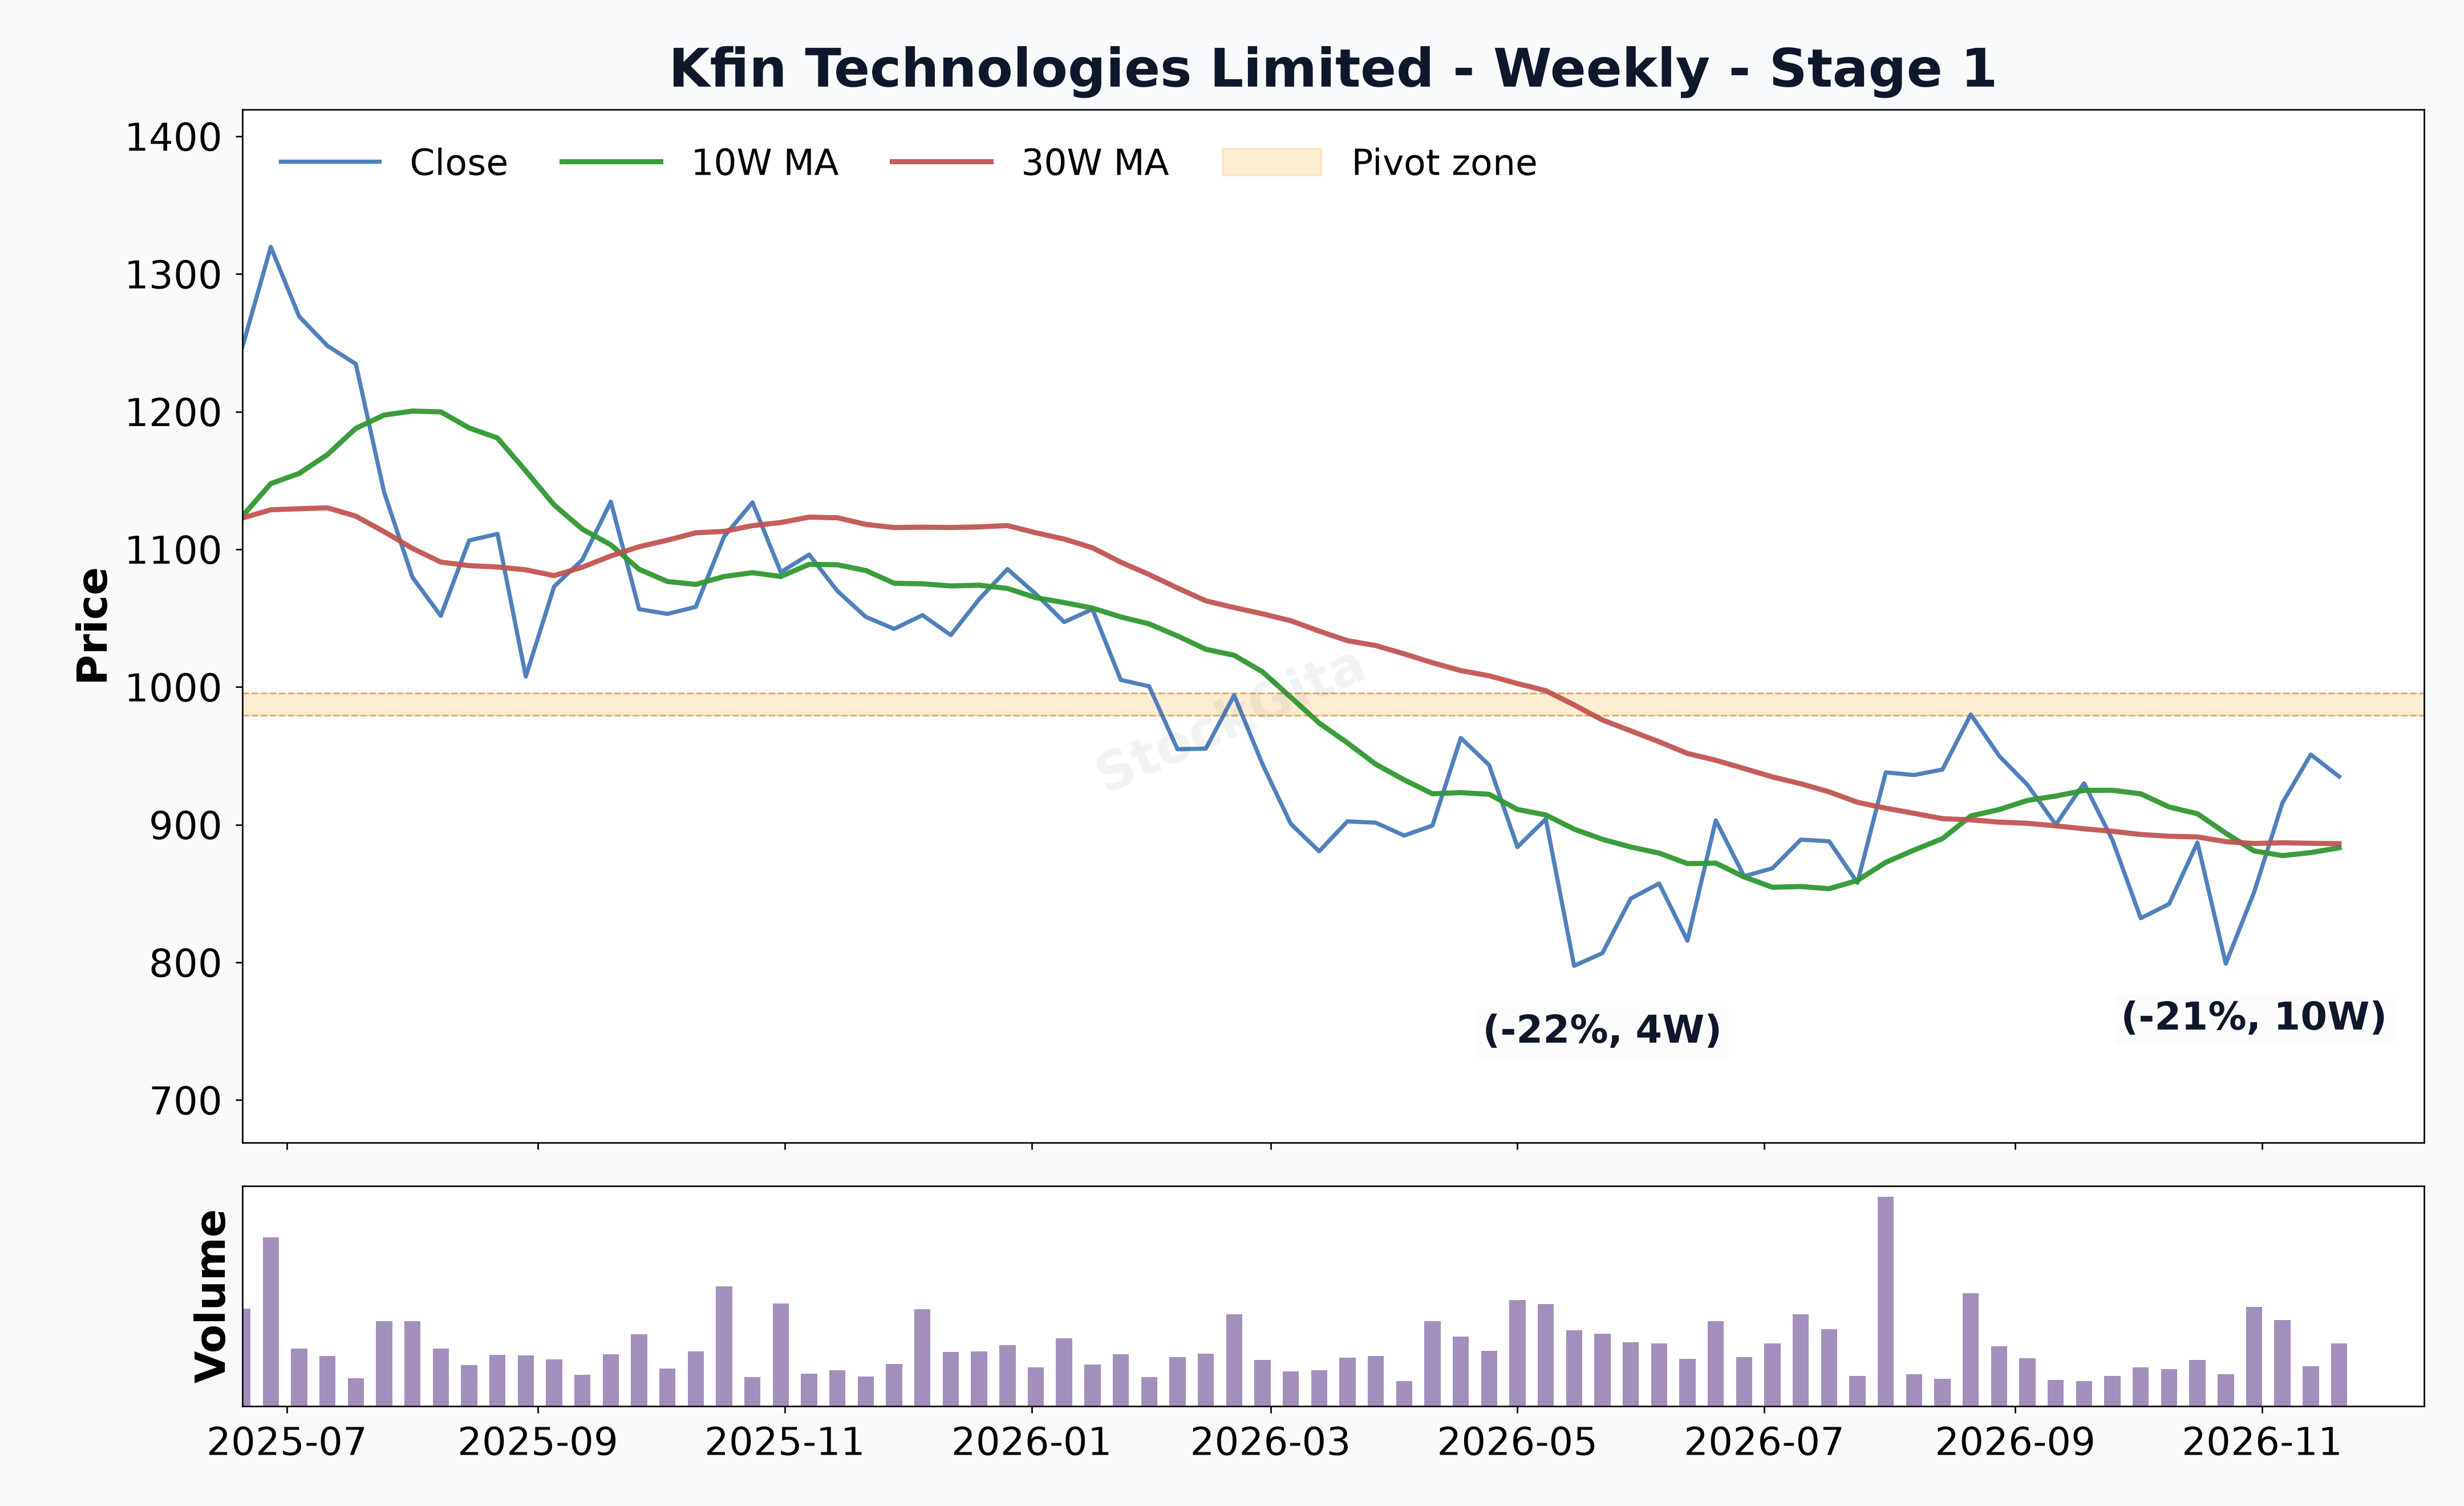 Kfin Technologies Limited - Weekly - Stage 1
Close 10W MA 30W MA Pivot zone
1400
1300
1200
1100
1000
900
800
700
Price
StockGita
(-22%, 4W)
(-21%, 10W)
Volume
2025-07 2025-09 2025-11 2026-01 2026-03 2026-05 2026-07 2026-09 2026-11